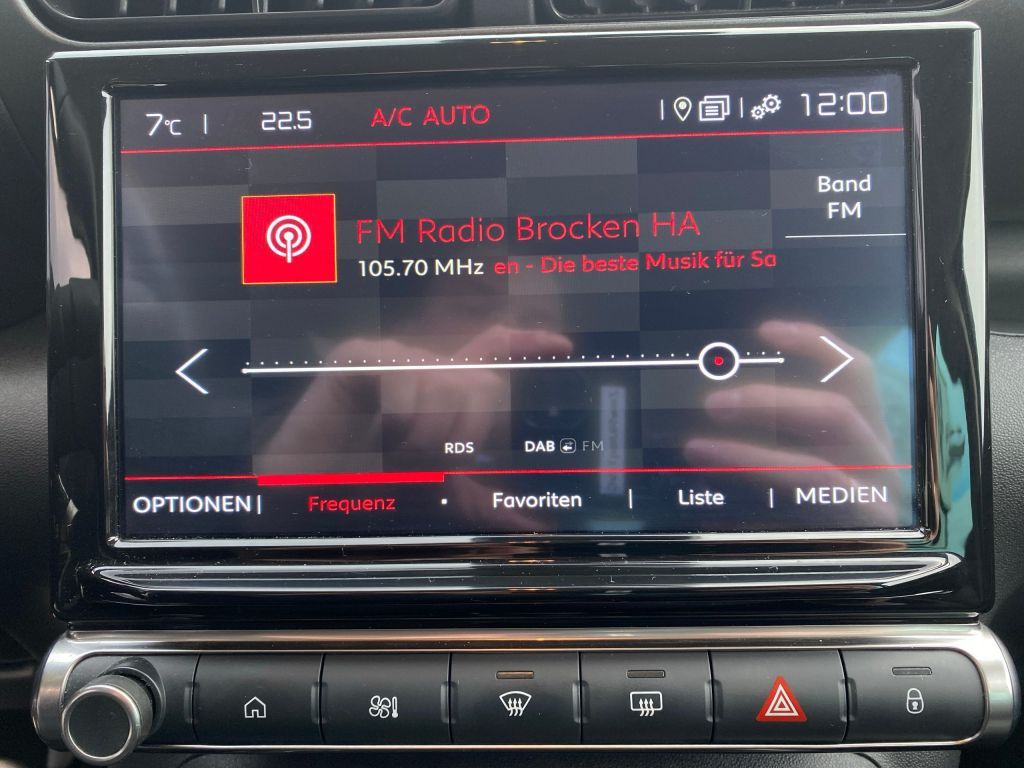 7°C | 22.5 A/C AUTO 12:00
Band
FM
FM Radio Brocken HA
105.70 MHz en - Die beste Musik für Sa
RDS DAB FM
OPTIONEN | Frequenz Favoriten | Liste | MEDIEN